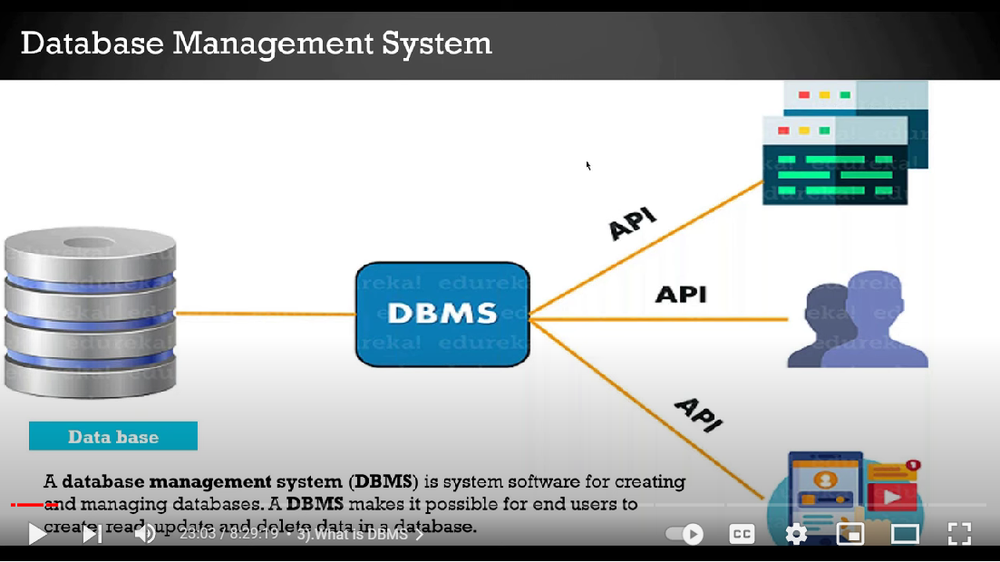 Database Management System
API
API
API
DBMS
Data base
A database management system (DBMS) is system software for creating
and managing databases. A DBMS makes it possible for end users to
create, read, update and delete data in a database.
23:03 / 8:29:19 • 3).What is DBMS >
CC
1
edureka!